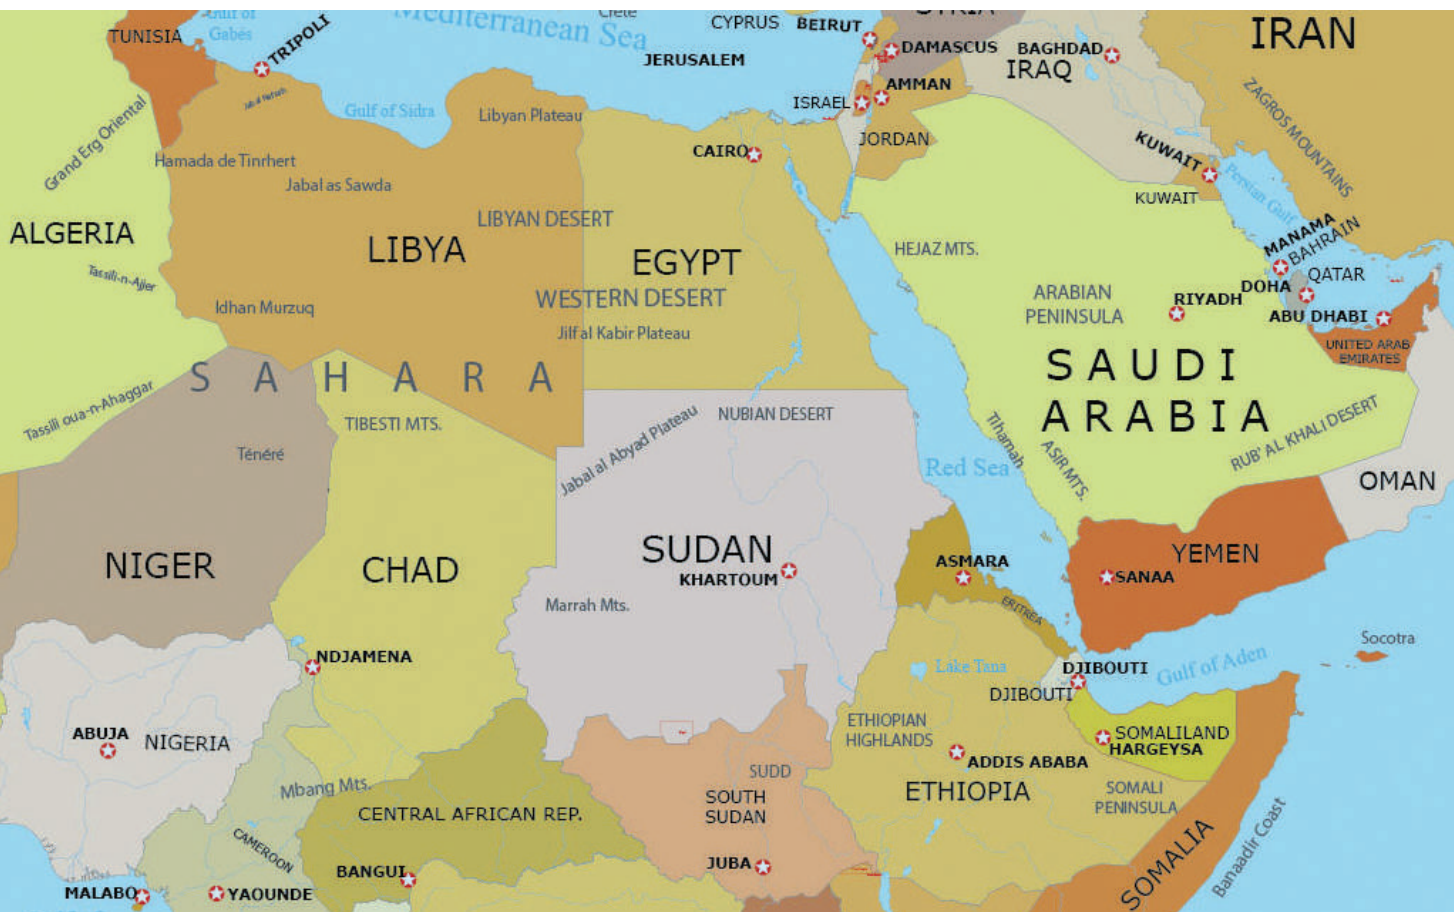 Mediterranean Sea
Crete
CYPRUS
BEIRUT
SYRIA
IRAN
TUNISIA
Gulf of
Gabés
TRIPOLI
JERUSALEM
DAMASCUS
BAGHDAD
IRAQ
AMMAN
ISRAEL
JORDAN
ZAGROS MOUNTAINS
Grand Erg Oriental
Gulf of Sidra
Libyan Plateau
CAIRO
KUWAIT
KUWAIT
Persian Gulf
Hamada de Tinrhert
Jabal as Sawda
ALGERIA
LIBYA
LIBYAN DESERT
EGYPT
WESTERN DESERT
HEJAZ MTS.
MANAMA
BAHRAIN
QATAR
DOHA
Tassili-n-Ajjer
Idhan Murzuq
Jilf al Kabir Plateau
ARABIAN
PENINSULA
RIYADH
ABU DHABI
UNITED ARAB
EMIRATES
SAHARA
SAUDI
ARABIA
Tassili oua-n-Ahaggar
TIBESTI MTS.
Ténéré
Jabal al Abyad Plateau
NUBIAN DESERT
Red Sea
Tihamah
ASIR MTS.
RUB' AL KHALI DESERT
OMAN
NIGER
CHAD
SUDAN
KHARTOUM
Marrah Mts.
ASMARA
ERITREA
YEMEN
SANAA
Socotra
NDJAMENA
Lake Tana
DJIBOUTI
DJIBOUTI
Gulf of Aden
ABUJA
NIGERIA
ETHIOPIAN
HIGHLANDS
SOMALILAND
HARGEYSA
ADDIS ABABA
ETHIOPIA
SOMALI
PENINSULA
Mbang Mts.
SUDD
SOUTH
SUDAN
CENTRAL AFRICAN REP.
CAMEROON
BANGUI
JUBA
SOMALIA
Banaadir Coast
MALABO
YAOUNDE